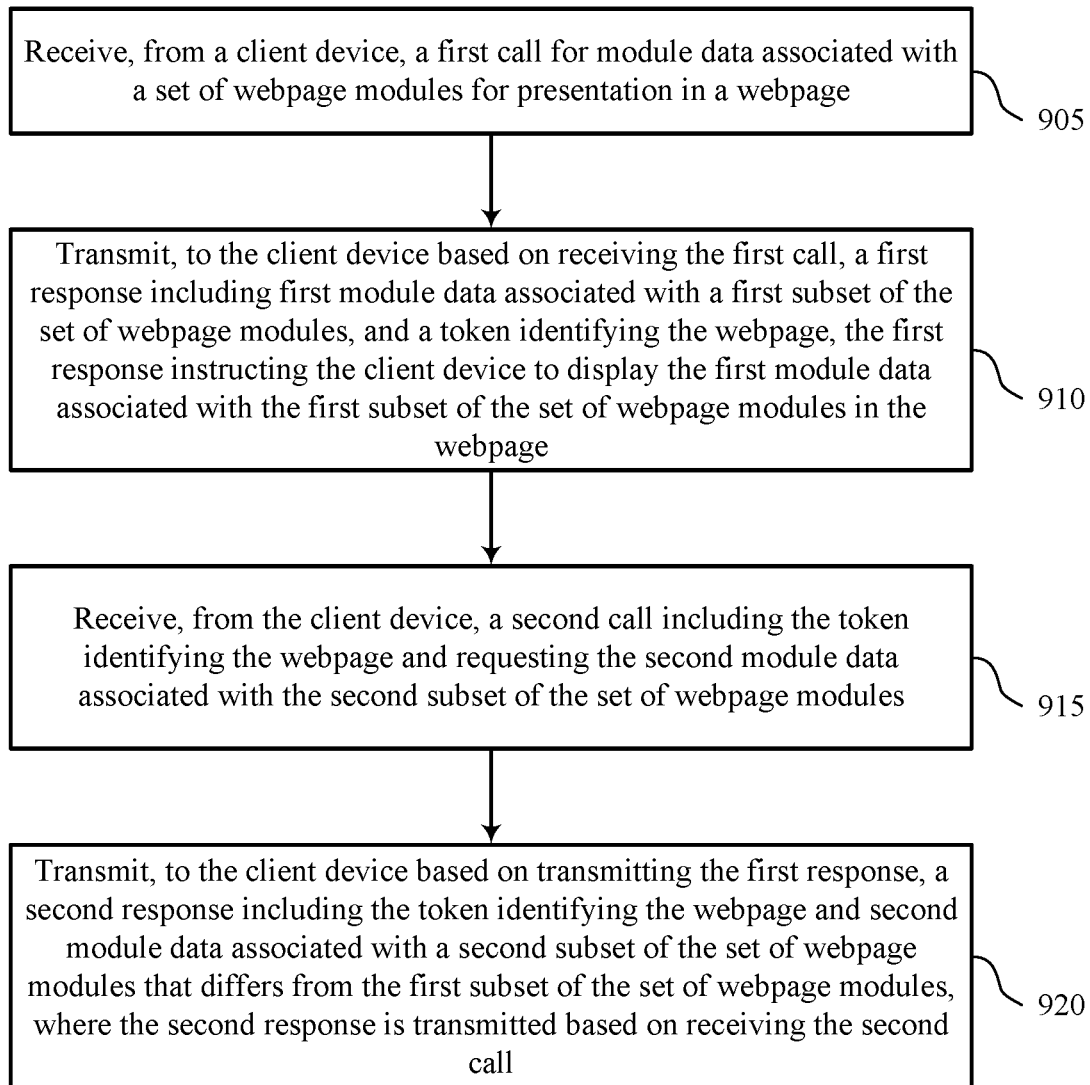 Receive, from a client device, a first call for module data associated with
a set of webpage modules for presentation in a webpage
905
Transmit, to the client device based on receiving the first call, a first
response including first module data associated with a first subset of the
set of webpage modules, and a token identifying the webpage, the first
response instructing the client device to display the first module data
associated with the first subset of the set of webpage modules in the
webpage
910
Receive, from the client device, a second call including the token
identifying the webpage and requesting the second module data
associated with the second subset of the set of webpage modules
915
Transmit, to the client device based on transmitting the first response, a
second response including the token identifying the webpage and second
module data associated with a second subset of the set of webpage
modules that differs from the first subset of the set of webpage modules,
where the second response is transmitted based on receiving the second
call
920